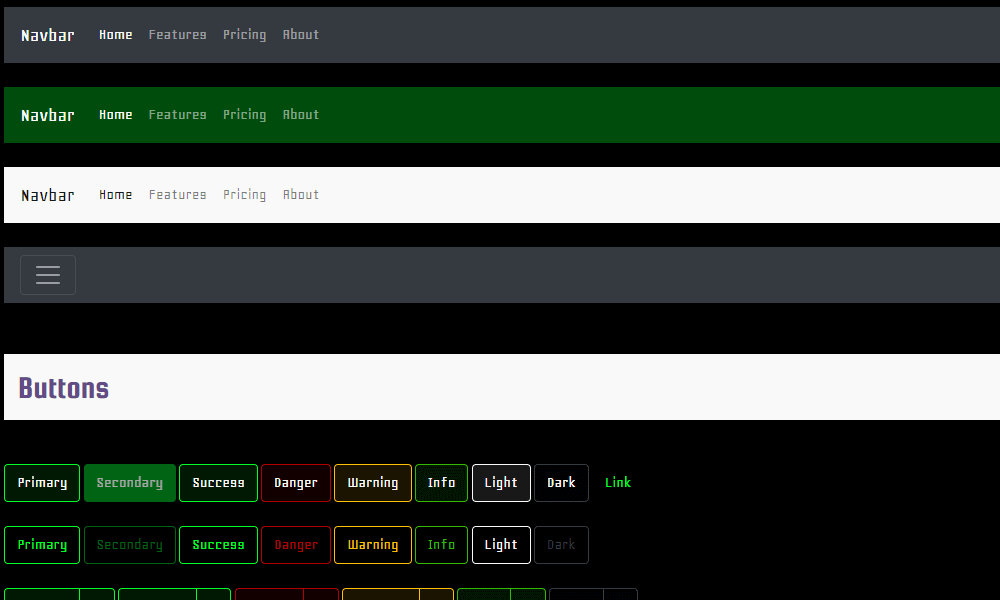 Navbar Home Features Pricing About
Navbar Home Features Pricing About
Navbar Home Features Pricing About
Buttons
Primary Secondary Success Danger Warning Info Light Dark Link
Primary Secondary Success Danger Warning Info Light Dark